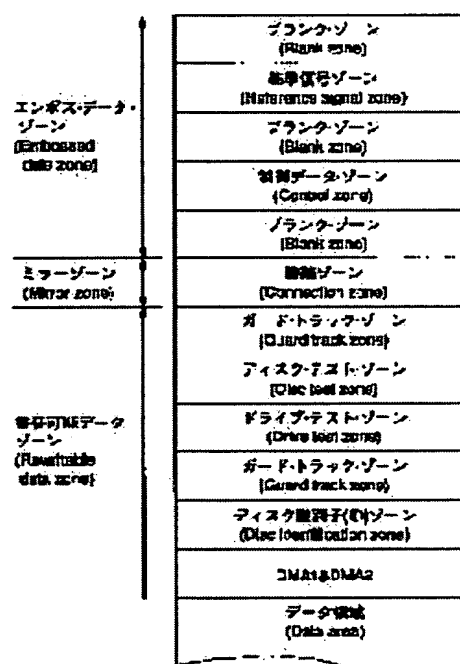 エンボス・データ・
ゾーン
(Embossed
data zone)
ミラーゾーン
(Mirror zone)
書換可能データ
ゾーン
(Rewritable
data zone)
ブランク・ゾーン
(Blank zone)
基準信号ゾーン
(Reference signal zone)
ブランク・ゾーン
(Blank zone)
制御データ・ゾーン
(Control zone)
ブランク・ゾーン
(Blank zone)
接続ゾーン
(Connection zone)
ガード・トラック・ゾーン
(Guard track zone)
ディスク・テスト・ゾーン
(Disc test zone)
ドライブ・テスト・ゾーン
(Drive test zone)
ガード・トラック・ゾーン
(Guard track zone)
ディスク識別子(ID)ゾーン
(Disc identification zone)
DMA1&DMA2
データ領域
(Data area)